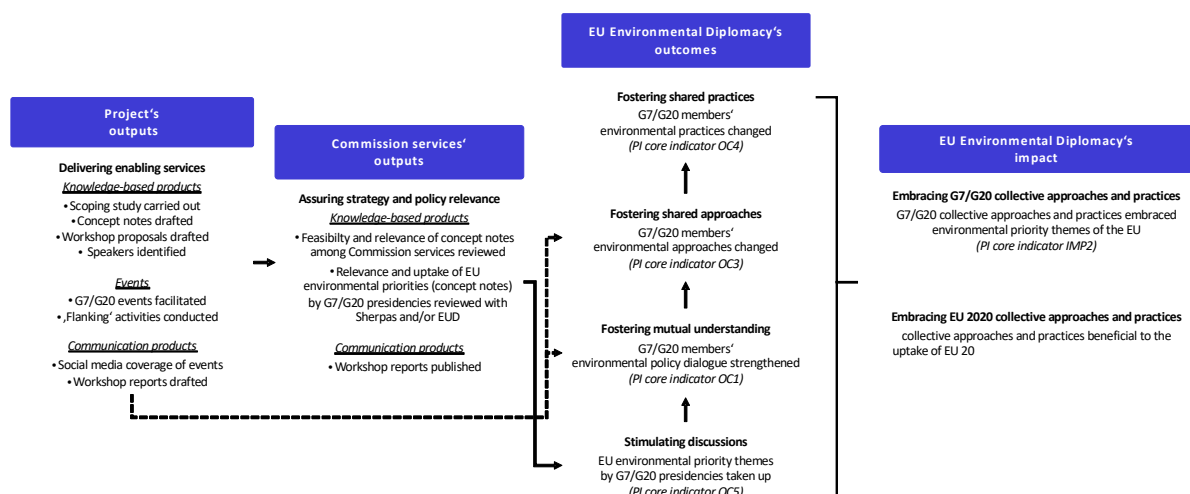 Project's
outputs
Delivering enabling services
Knowledge-based products
• Scoping study carried out
• Concept notes drafted
• Workshop proposals drafted
• Speakers identified
Events
• G7/G20 events facilitated
• ‚Flanking' activities conducted
Communication products
• Social media coverage of events
• Workshop reports drafted
Commission services'
outputs
Assuring strategy and policy relevance
Knowledge-based products
• Feasibilty and relevance of concept notes
among Commission services reviewed
• Relevance and uptake of EU
environmental priorities (concept notes)
by G7/G20 presidencies reviewed with
Sherpas and/or EUD
Communication products
• Workshop reports published
EU Environmental Diplomacy's
outcomes
Fostering shared practices
G7/G20 members'
environmental practices changed
(PI core indicator OC4)
Fostering shared approaches
G7/G20 members'
environmental approaches changed
(PI core indicator OC3)
Fostering mutual understanding
G7/G20 members'
environmental policy dialogue strengthened
(PI core indicator OC1)
Stimulating discussions
EU environmental priority themes
by G7/G20 presidencies taken up
(PI core indicator OC5)
EU Environmental Diplomacy's
impact
Embracing G7/G20 collective approaches and practices
G7/G20 collective approaches and practices embraced
environmental priority themes of the EU
(PI core indicator IMP2)
Embracing EU 2020 collective approaches and practices
collective approaches and practices beneficial to the
uptake of EU 20